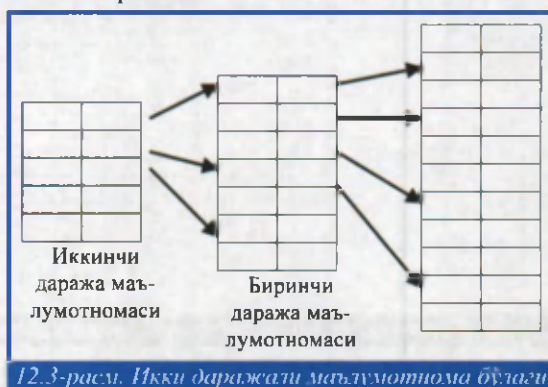 Иккинчи
даража маъ-
лумотномаси
Биринчи
даража маъ-
лумотномаси
12.3-расм. Икки даражали маълумотнома бўлаги